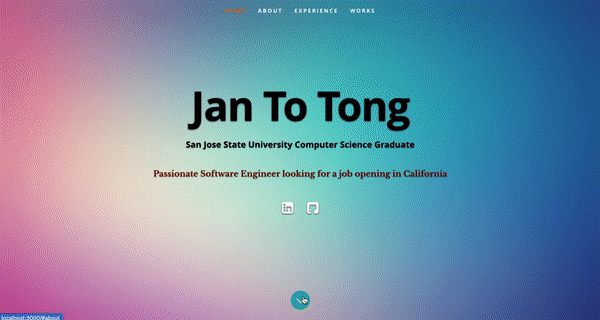 HOME ABOUT EXPERIENCE WORKS
Jan To Tong
San Jose State University Computer Science Graduate
Passionate Software Engineer looking for a job opening in California
in
localhost:3000/#about